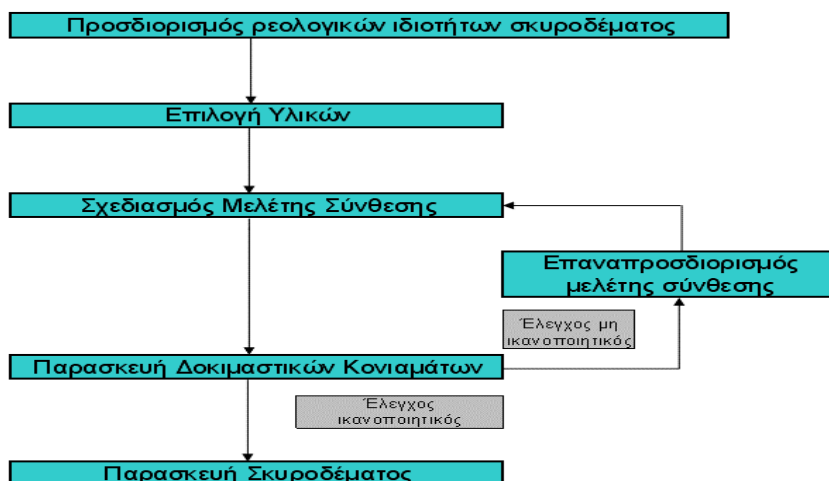 Προσδιορισμός ρεολογικών ιδιοτήτων σκυροδέματος
Επιλογή Υλικών
Σχεδιασμός Μελέτης Σύνθεσης
Επαναπροσδιορισμός
μελέτης σύνθεσης
Έλεγχος μη
ικανοποιητικός
Παρασκευή Δοκιμαστικών Κονιαμάτων
Έλεγχος
ικανοποιητικός
Παρασκευή Σκυροδέματος